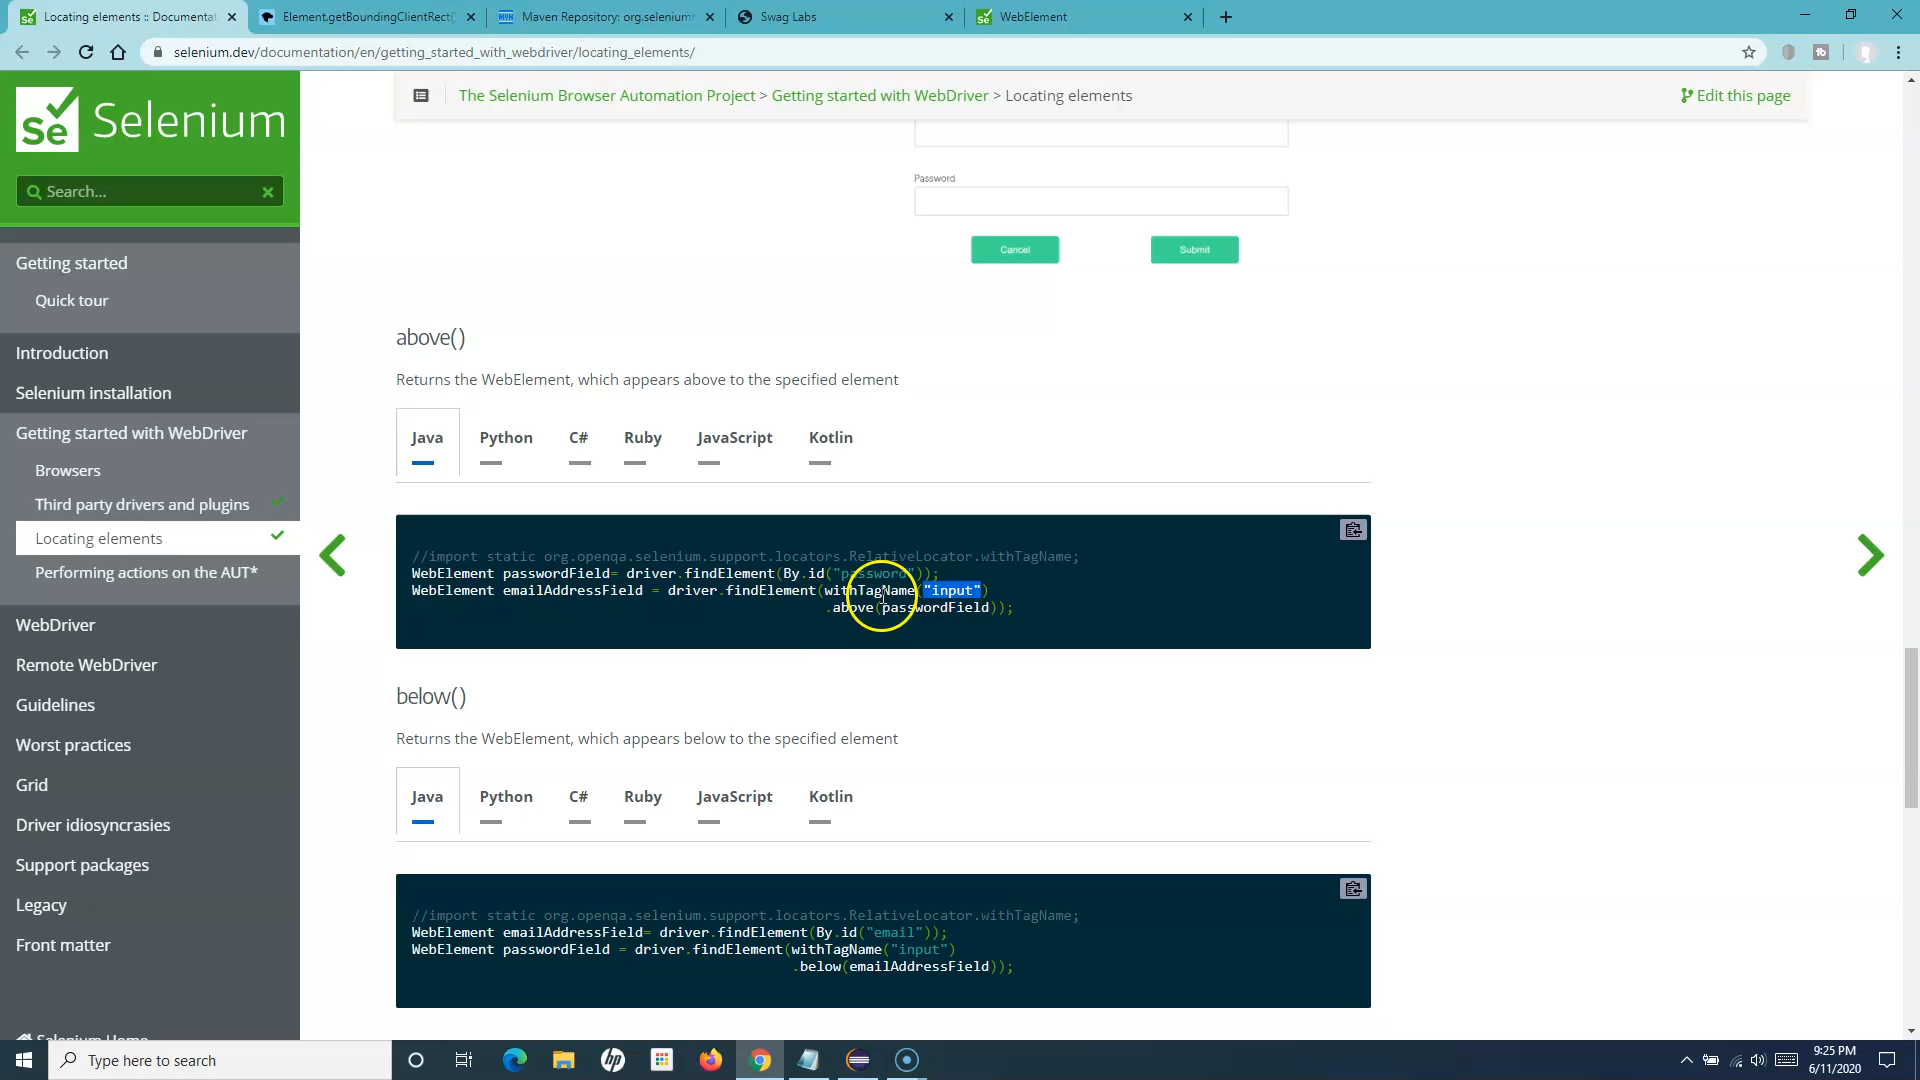 Locating elements :: Documentat
Element.getBoundingClientRect(
Maven Repository: org.selenium
Swag Labs
WebElement
selenium.dev/documentation/en/getting_started_with_webdriver/locating_elements/
Se Selenium
Search...
The Selenium Browser Automation Project > Getting started with WebDriver > Locating elements
Edit this page
Getting started
Quick tour
Introduction
Selenium installation
Getting started with WebDriver
Browsers
Third party drivers and plugins
Locating elements
Performing actions on the AUT*
WebDriver
Remote WebDriver
Guidelines
Worst practices
Grid
Driver idiosyncrasies
Support packages
Legacy
Front matter
Selenium Home
Password
Cancel
Submit
above()
Returns the WebElement, which appears above to the specified element
Java Python C# Ruby JavaScript Kotlin
//import static org.openqa.selenium.support.locators.RelativeLocator.withTagName;
WebElement passwordField= driver.findElement(By.id("password"));
WebElement emailAddressField = driver.findElement(withTagName("input")
.above(passwordField));
below()
Returns the WebElement, which appears below to the specified element
Java Python C# Ruby JavaScript Kotlin
//import static org.openqa.selenium.support.locators.RelativeLocator.withTagName;
WebElement emailAddressField= driver.findElement(By.id("email"));
WebElement passwordField = driver.findElement(withTagName("input")
.below(emailAddressField));
Type here to search
hp
9:25 PM
6/11/2020